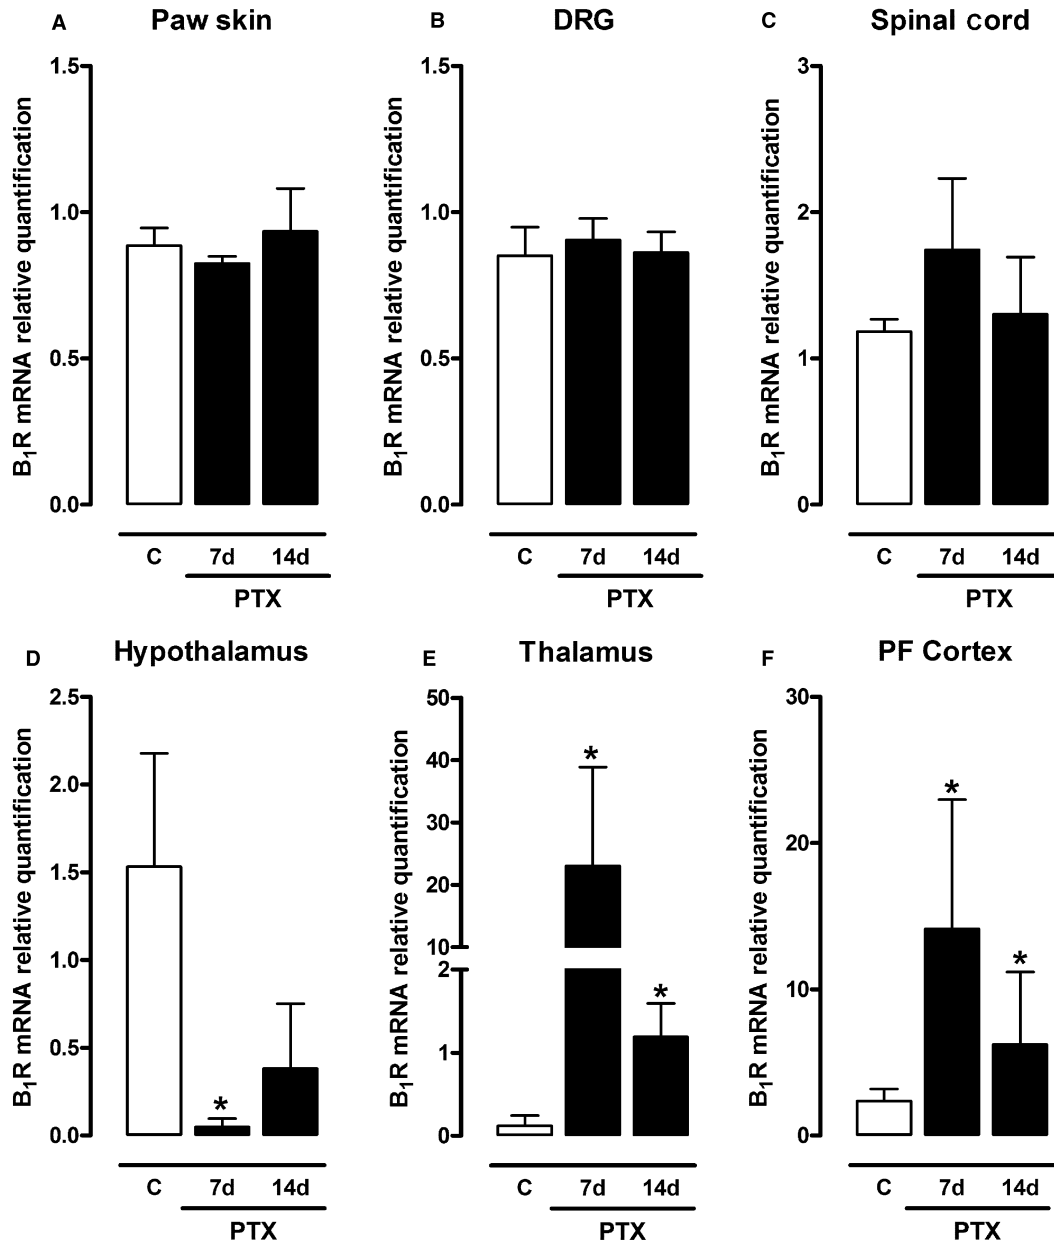 A Paw skin
B₁R mRNA relative quantification
1.5
1.0
0.5
0.0
C 7d 14d
PTX
B DRG
B₁R mRNA relative quantification
1.5
1.0
0.5
0.0
C 7d 14d
PTX
C Spinal cord
B₁R mRNA relative quantification
3
2
1
0
C 7d 14d
PTX
D Hypothalamus
B₁R mRNA relative quantification
2.5
2.0
1.5
1.0
0.5
0.0
*
C 7d 14d
PTX
E Thalamus
B₁R mRNA relative quantification
50
40
30
20
10
2
1
0
*
*
C 7d 14d
PTX
F PF Cortex
B₁R mRNA relative quantification
30
20
10
0
*
*
C 7d 14d
PTX